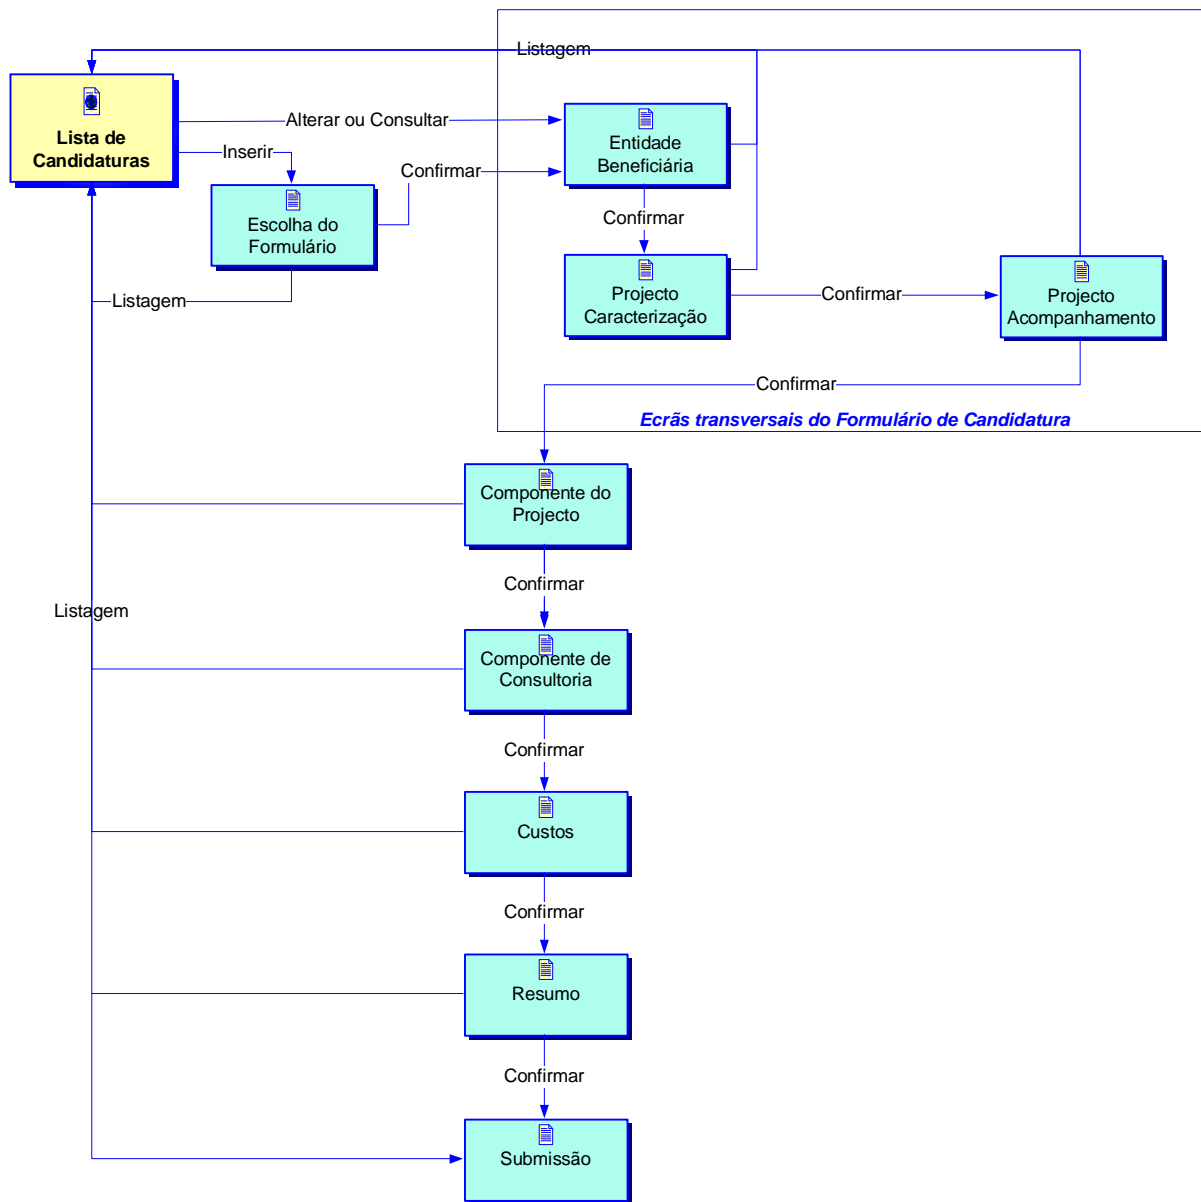 Listagem
Lista de
Candidaturas
Alterar ou Consultar
Entidade
Beneficiária
Inserir
Confirmar
Escolha do
Formulário
Confirmar
Listagem
Projecto
Caracterização
Confirmar
Projecto
Acompanhamento
Confirmar
Ecrãs transversais do Formulário de Candidatura
Componente do
Projecto
Confirmar
Listagem
Componente de
Consultoria
Confirmar
Custos
Confirmar
Resumo
Confirmar
Submissão